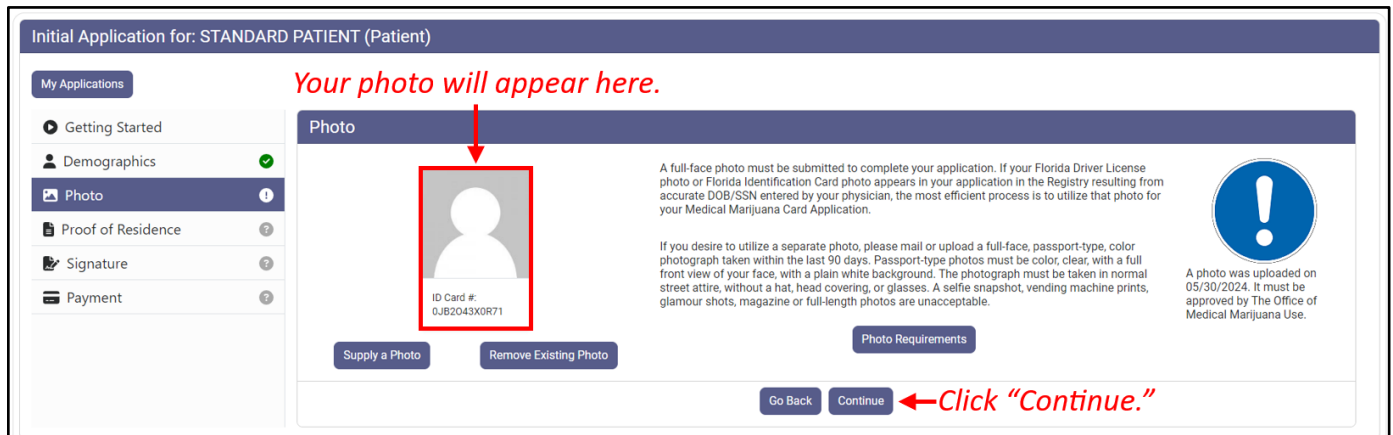 Initial Application for: STANDARD PATIENT (Patient)
My Applications
Your photo will appear here.
Getting Started
Demographics
Photo
Proof of Residence
Signature
Payment
Photo
ID Card #:
0JB2O43X0R71
Supply a Photo
Remove Existing Photo
A full-face photo must be submitted to complete your application. If your Florida Driver License
photo or Florida Identification Card photo appears in your application in the Registry resulting from
accurate DOB/SSN entered by your physician, the most efficient process is to utilize that photo for
your Medical Marijuana Card Application.
If you desire to utilize a separate photo, please mail or upload a full-face, passport-type, color
photograph taken within the last 90 days. Passport-type photos must be color, clear, with a full
front view of your face, with a plain white background. The photograph must be taken in normal
street attire, without a hat, head covering, or glasses. A selfie snapshot, vending machine prints,
glamour shots, magazine or full-length photos are unacceptable.
Photo Requirements
A photo was uploaded on
05/30/2024. It must be
approved by The Office of
Medical Marijuana Use.
Go Back
Continue
Click “Continue.”